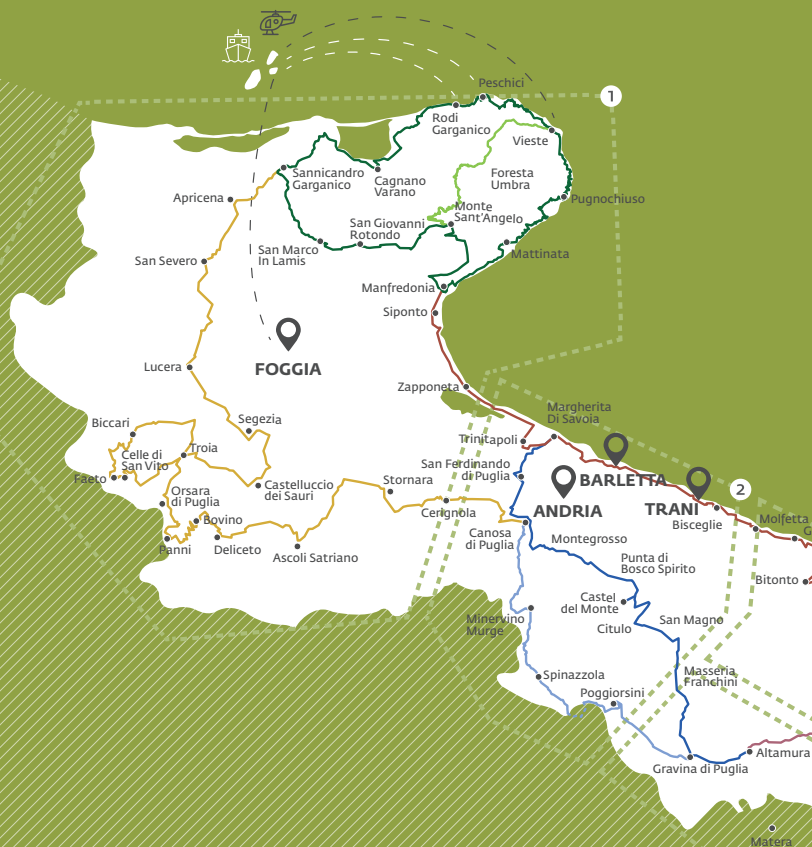 1
Peschici
Rodi
Garganico
Vieste
Sannicandro
Garganico
Cagnano
Varano
Foresta
Umbra
Apricena
Pugnochiuso
Monte
Sant'Angelo
San Giovanni
Rotondo
San Marco
In Lamis
Mattinata
San Severo
Manfredonia
Siponto
FOGGIA
Lucera
Zapponeta
Margherita
Di Savoia
Biccari
Segezia
Trinitapoli
Troia
Celle di
San Vito
San Ferdinando
di Puglia
Faeto
BARLETTA
Castelluccio
dei Sauri
Stornara
Orsara
di Puglia
ANDRIA
TRANI
2
Cerignola
Bisceglie
Bovino
Molfetta
G
Canosa
di Puglia
Montegrosso
Panni
Deliceto
Ascoli Satriano
Punta di
Bosco Spirito
Bitonto
Castel
del Monte
Minervino
Murge
Citulo
San Magno
Masseria
Franchini
Spinazzola
Poggiorsini
Altamura
Gravina di Puglia
Matera